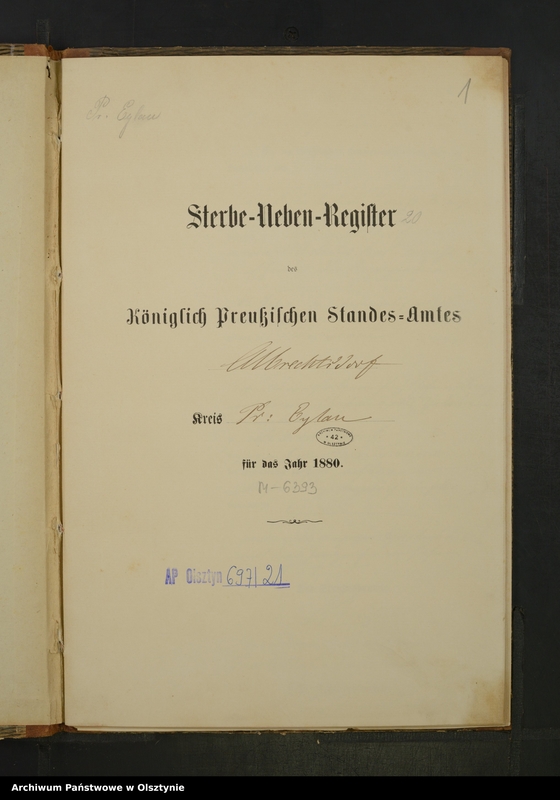 1
Pr. Eylau
Sterbe-Neben-Register 20
des
Königlich Preußischen Standes=Amtes
Albrechtsdorf
Kreis Pr: Eylau
42
für das Jahr 1880.
M-6393
AP Olsztyn 697/21
Archiwum Państwowe w Olsztynie